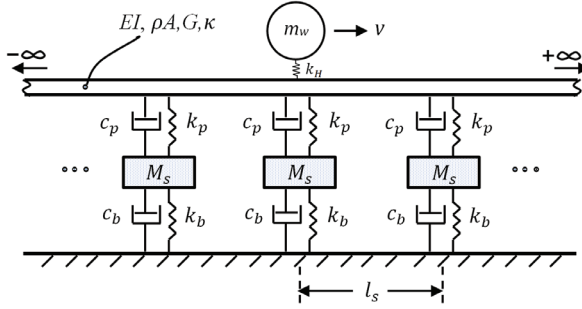 EI, ρA, G, κ
m_w
v
k_H
−∞
+∞
c_p k_p c_p k_p c_p k_p
M_s M_s M_s
c_b k_b c_b k_b c_b k_b
l_s